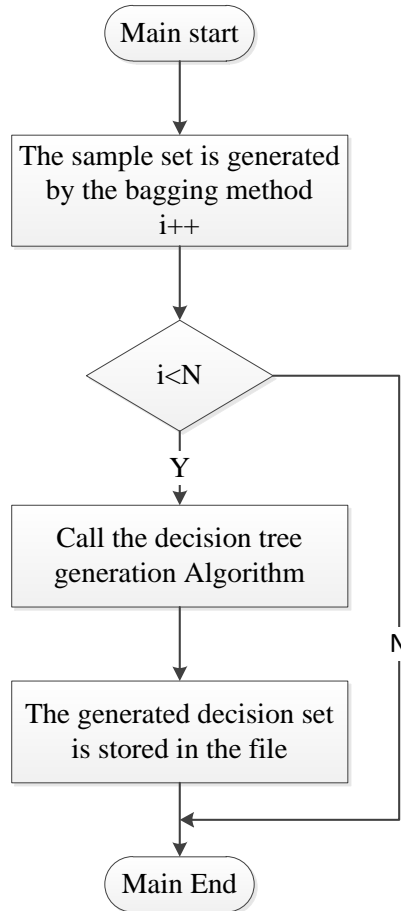 Main start
The sample set is generated
by the bagging method
i++
i<N
Y
Call the decision tree
generation Algorithm
N
The generated decision set
is stored in the file
Main End